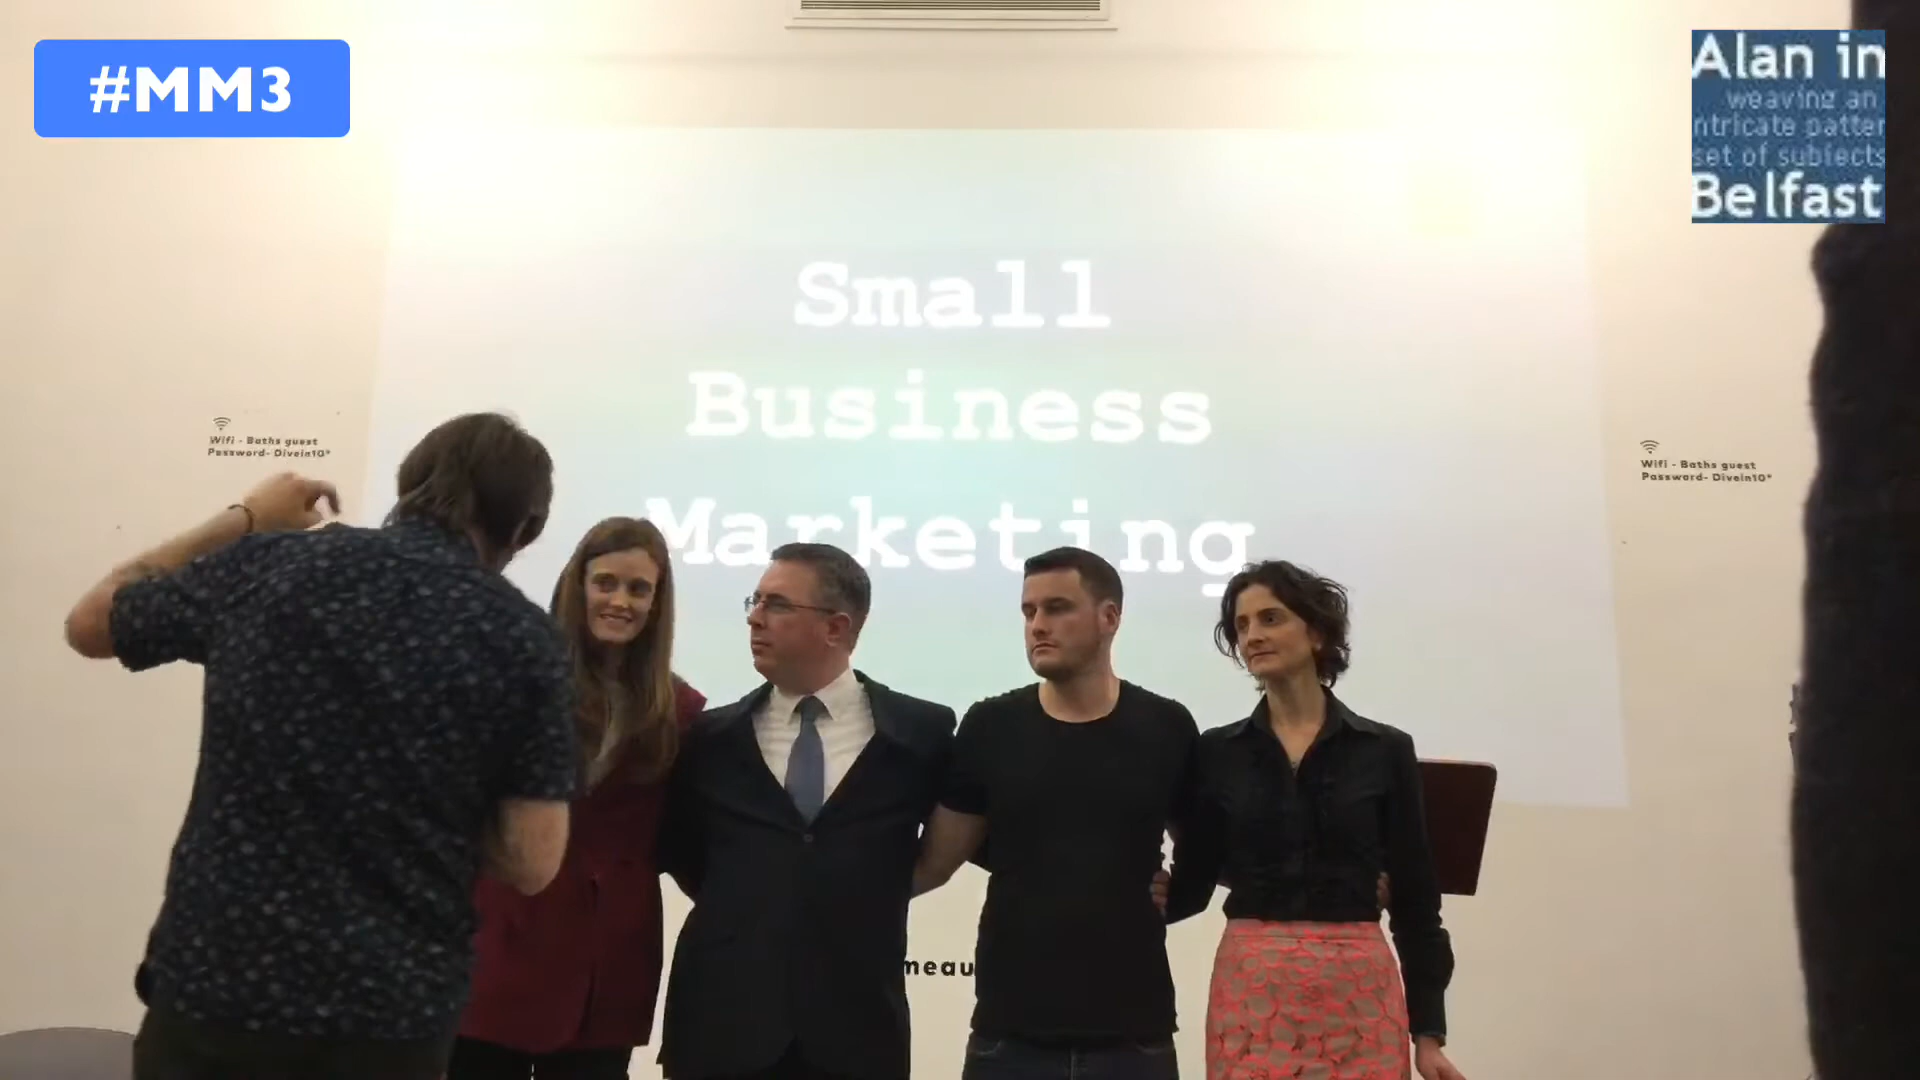 #MM3
Alan in
weaving an
ntricate patter
set of subjects
Belfast
Small
Business
Marketing
Wifi - Baths guest
Password- Divein10*
Wifi - Baths guest
Password- Divein10*
meau